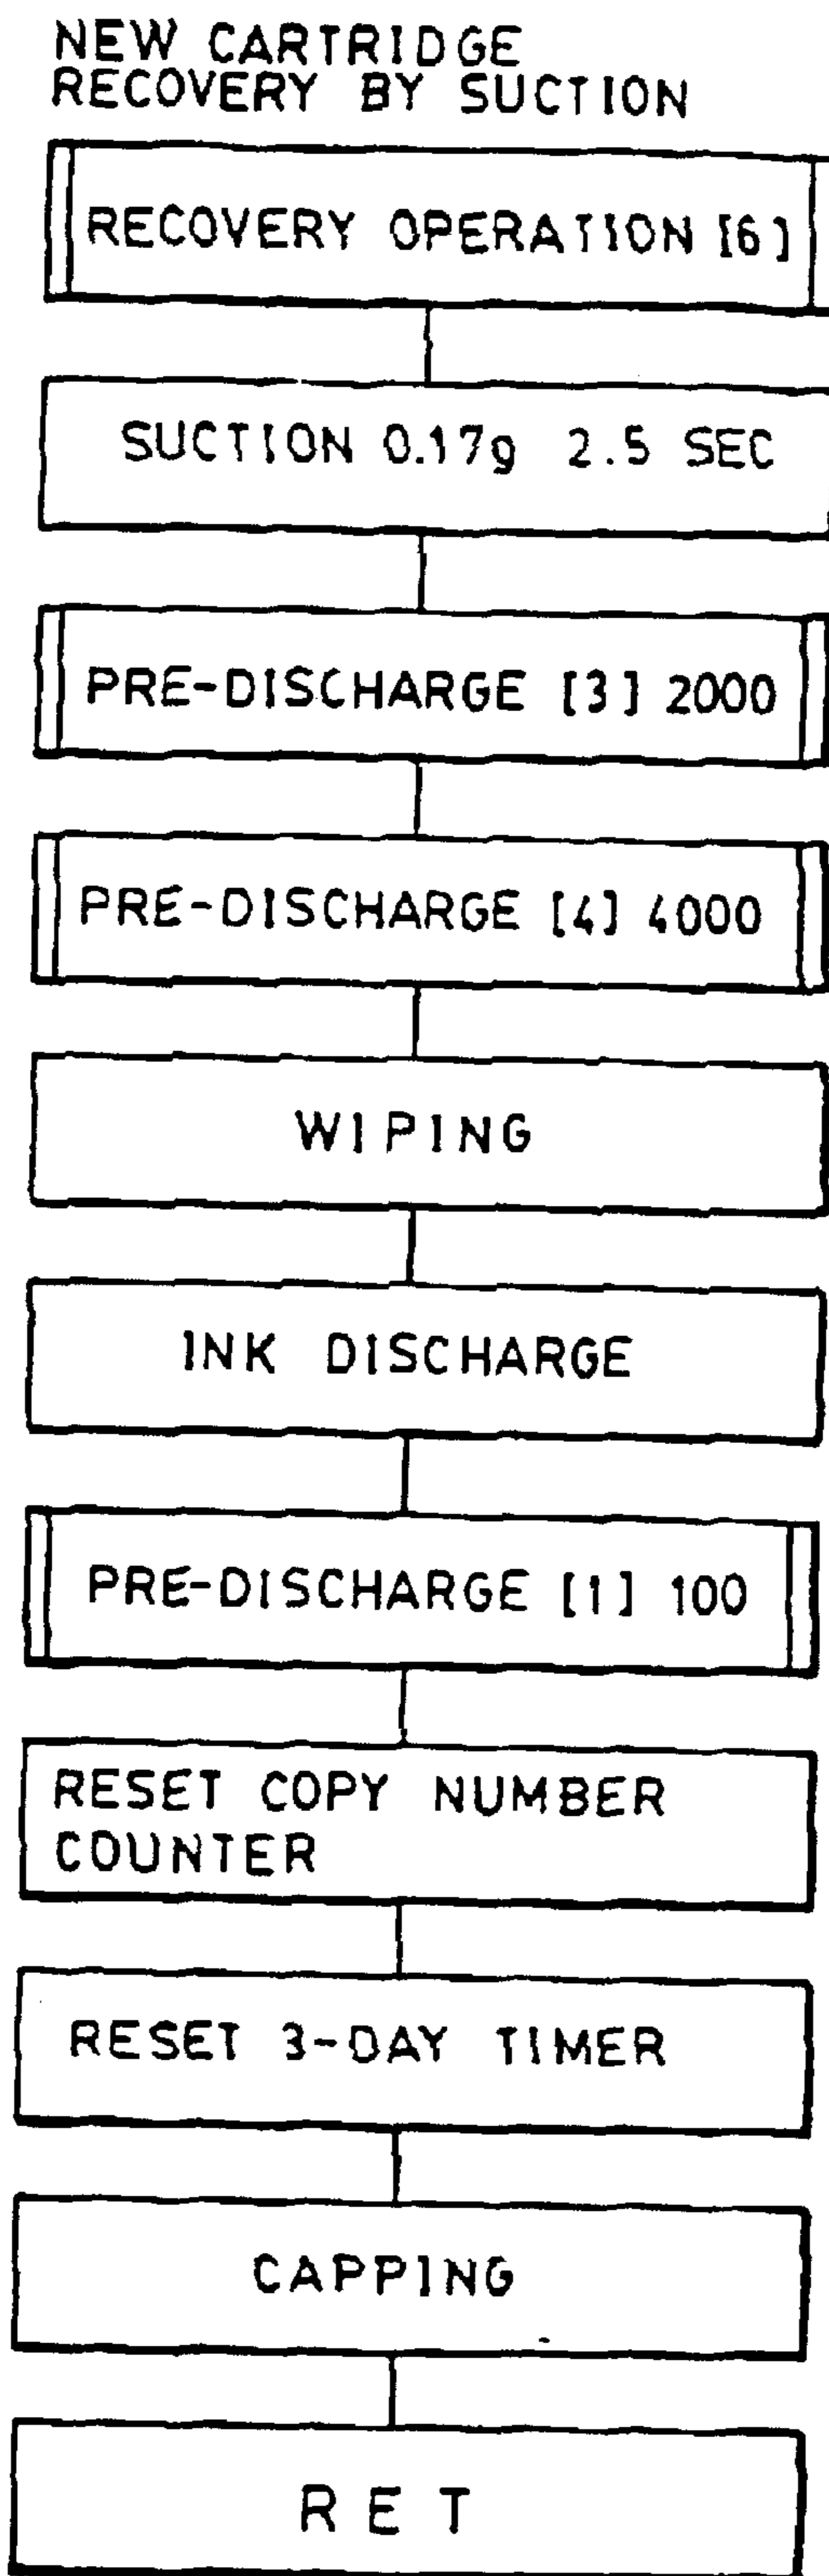 NEW CARTRIDGE
RECOVERY BY SUCTION
RECOVERY OPERATION [6]
SUCTION 0.17g 2.5 SEC
PRE-DISCHARGE [3] 2000
PRE-DISCHARGE [4] 4000
WIPING
INK DISCHARGE
PRE-DISCHARGE [1] 100
RESET COPY NUMBER
COUNTER
RESET 3-DAY TIMER
CAPPING
RET